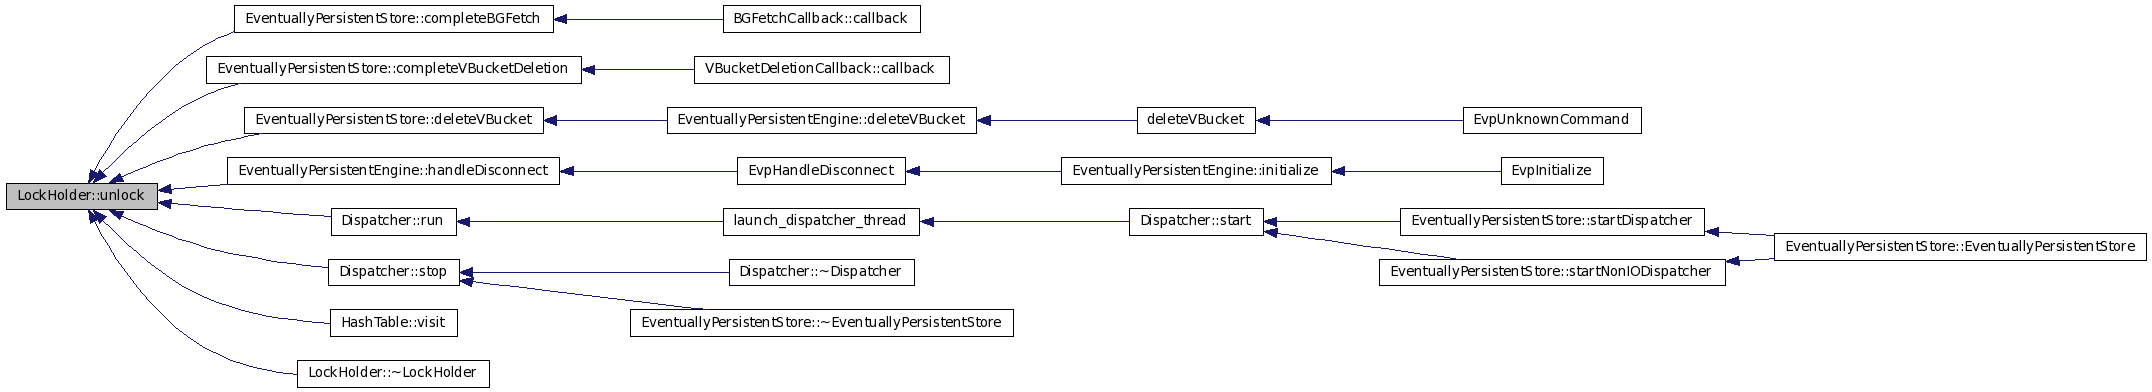 EventuallyPersistentStore::completeBGFetch
BGFetchCallback::callback
EventuallyPersistentStore::completeVBucketDeletion
VBucketDeletionCallback::callback
EventuallyPersistentStore::deleteVBucket
EventuallyPersistentEngine::deleteVBucket
deleteVBucket
EvpUnknownCommand
EventuallyPersistentEngine::handleDisconnect
EvpHandleDisconnect
EventuallyPersistentEngine::initialize
EvpInitialize
LockHolder::unlock
Dispatcher::run
launch_dispatcher_thread
Dispatcher::start
EventuallyPersistentStore::startDispatcher
EventuallyPersistentStore::EventuallyPersistentStore
Dispatcher::stop
Dispatcher::~Dispatcher
EventuallyPersistentStore::startNonIODispatcher
HashTable::visit
EventuallyPersistentStore::~EventuallyPersistentStore
LockHolder::~LockHolder